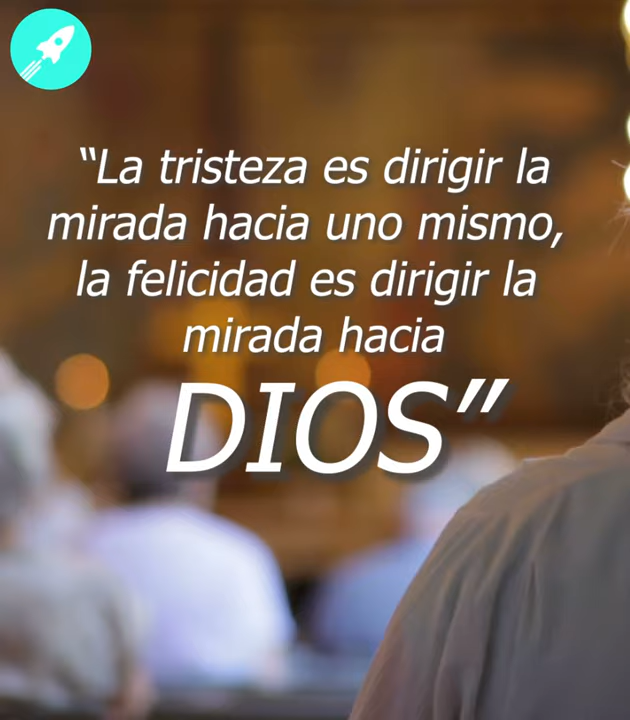 “La tristeza es dirigir la
mirada hacia uno mismo,
la felicidad es dirigir la
mirada hacia
DIOS”